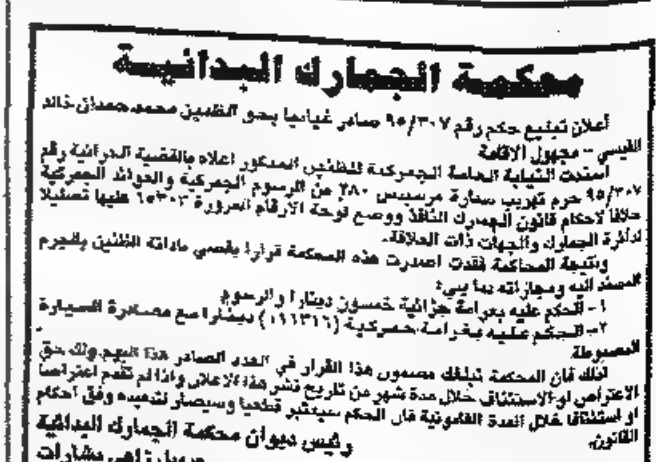 محكمة الجمارك البدائية
أعلان تبليغ حكم رقم ٩٥/٣٠٧ صادر غيابيا بحق الظنين محمد حمدان خالد
القيسي - مجهول الاقامة
اسندت النيابة العامة الجمركية للظنين المذكور اعلاه بالقضية الجزائية رقم
٩٥/٣٠٧ جرم تهريب سيارة مرسيدس ٢٨٠ من الرسوم الجمركية والعوائد الجمركية
خلافا لاحكام قانون الجمارك النافذ ووضع لوحة الارقام المزورة ٦٥٣٠٣ عليها تضليلا
لدائرة الجمارك والجهات ذات العلاقة.
ونتيجة المحاكمة فقدت اصدرت هذه المحكمة قرارا يقضي بادانة الظنين بالجرم
المسند اليه ومجازاته بما يلي:
١- الحكم عليه بغرامة جزائية خمسون دينارا والرسوم
٢- الحكم عليه بغرامة جمركية (١٩٦٣١٦) دينارا مع مصادرة السيارة
المضبوطة.
لذلك فان المحكمة تبلغك مضمون هذا القرار في العدد الصادر هذا اليوم ولك حق
الاعتراض او الاستئناف خلال مدة شهر من تاريخ نشر هذا الاعلان واذا لم تقدم اعتراضا
او استئنافا خلال المدة القانونية فان الحكم سيعتبر قطعيا وسيصار لتنفيذه وفق احكام
القانون.
رئيس ديوان محكمة الجمارك البدائية
بشارات